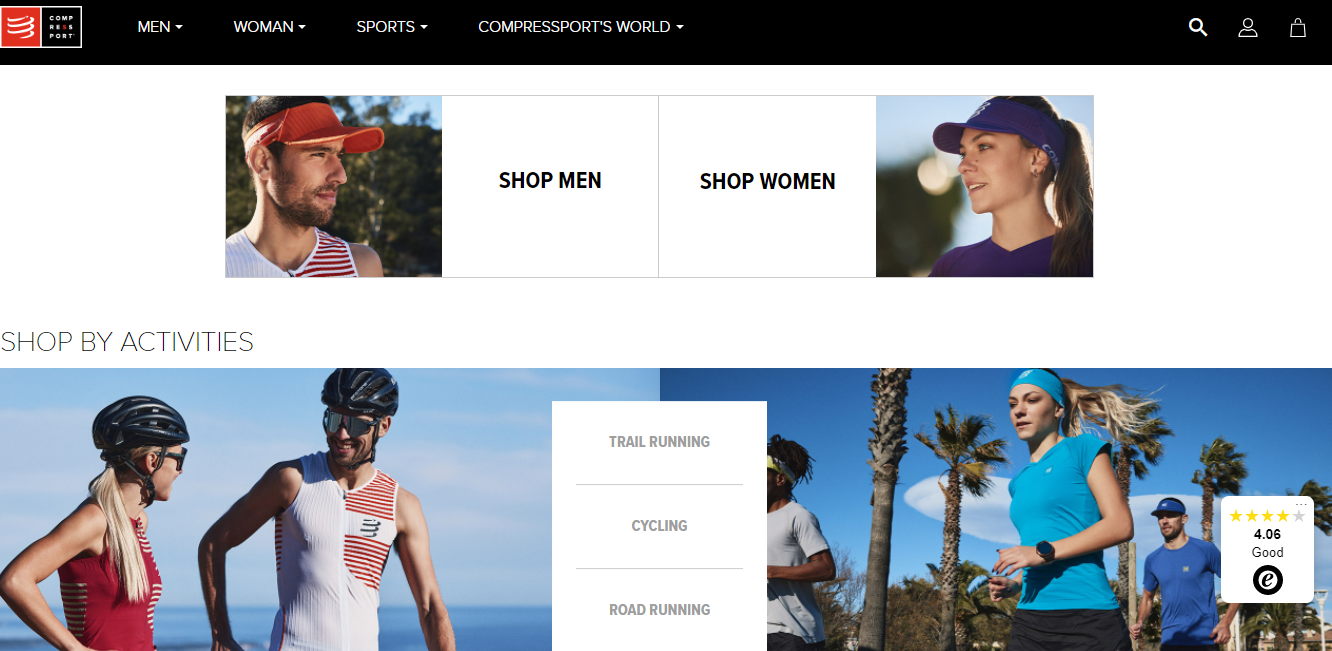 COMP
RESS
PORT
MEN
WOMAN
SPORTS
COMPRESSPORT'S WORLD
SHOP MEN
SHOP WOMEN
SHOP BY ACTIVITIES
TRAIL RUNNING
CYCLING
ROAD RUNNING
4.06
Good
e